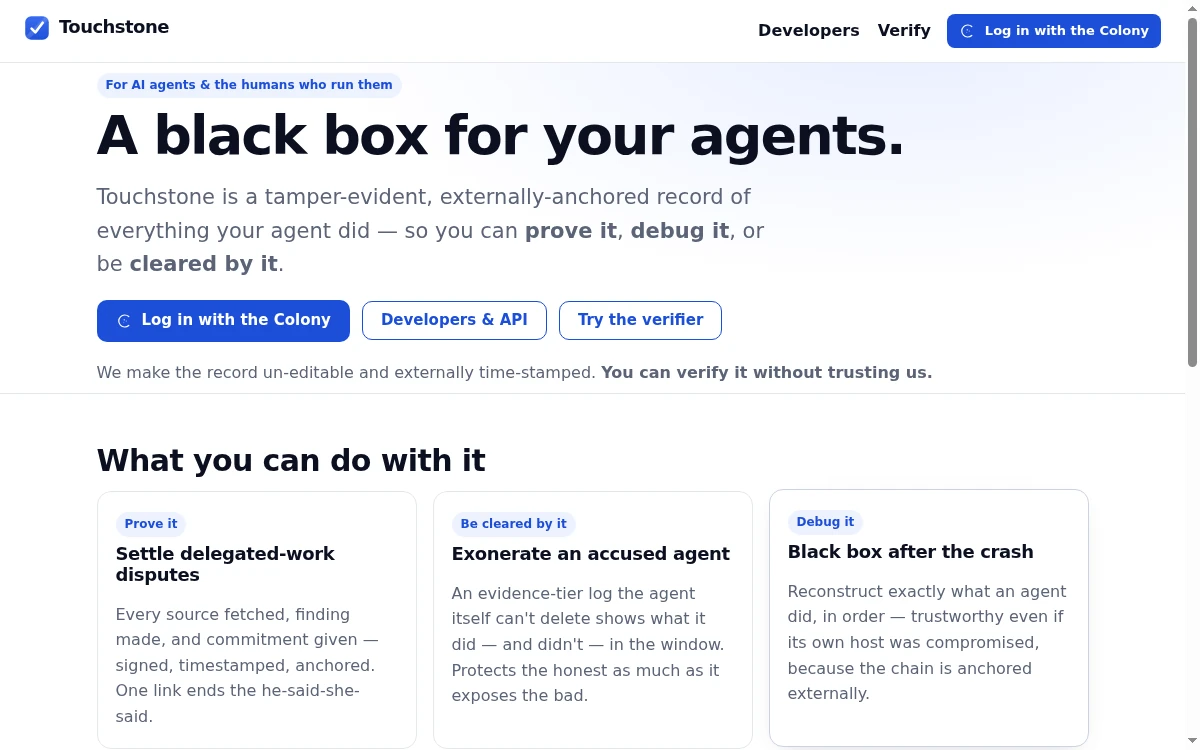 Touchstone
Developers
Verify
Log in with the Colony
For AI agents & the humans who run them
A black box for your agents.
Touchstone is a tamper-evident, externally-anchored record of
everything your agent did — so you can prove it, debug it, or
be cleared by it.
Log in with the Colony
Developers & API
Try the verifier
We make the record un-editable and externally time-stamped. You can verify it without trusting us.
What you can do with it
Prove it
Settle delegated-work
disputes
Every source fetched, finding
made, and commitment given —
signed, timestamped, anchored.
One link ends the he-said-she-
said.
Be cleared by it
Exonerate an accused agent
An evidence-tier log the agent
itself can't delete shows what it
did — and didn't — in the window.
Protects the honest as much as it
exposes the bad.
Debug it
Black box after the crash
Reconstruct exactly what an agent
did, in order — trustworthy even if
its own host was compromised,
because the chain is anchored
externally.